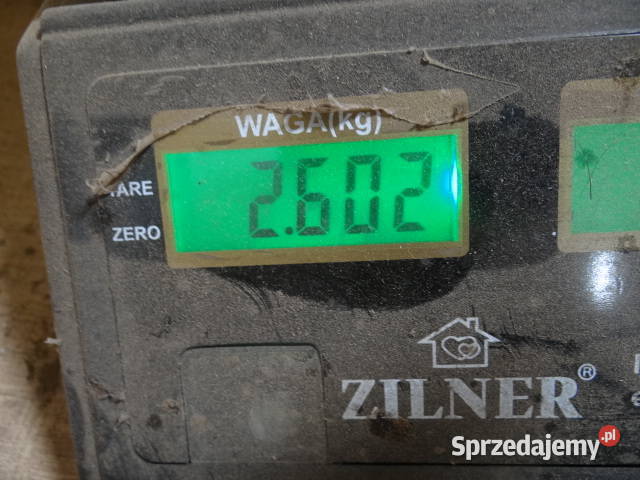 WAGA(kg)
2.602
TARE
ZERO
ZILNER®
Sprzedajemy.pl